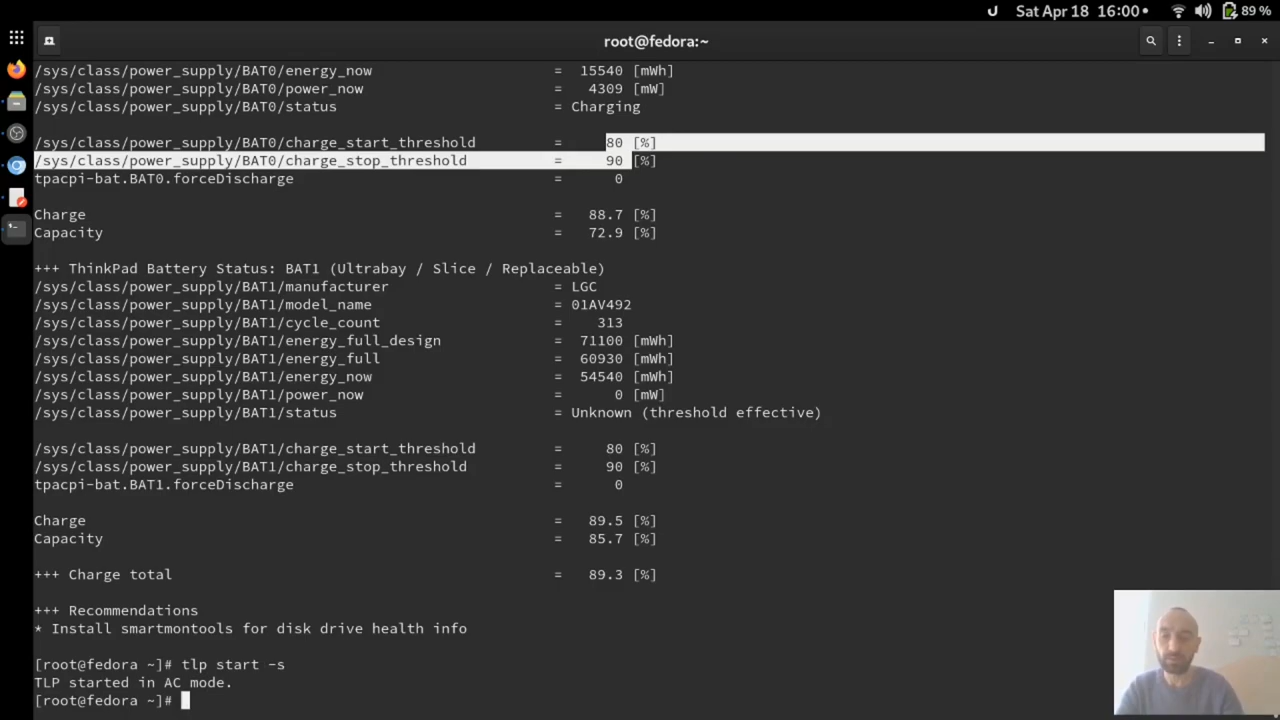 Sat Apr 18 16:00
89 %
root@fedora:~
/sys/class/power_supply/BAT0/energy_now = 15540 [mWh]
/sys/class/power_supply/BAT0/power_now = 4309 [mW]
/sys/class/power_supply/BAT0/status = Charging
/sys/class/power_supply/BAT0/charge_start_threshold = 80 [%]
/sys/class/power_supply/BAT0/charge_stop_threshold = 90 [%]
tpacpi-bat.BAT0.forceDischarge = 0
Charge = 88.7 [%]
Capacity = 72.9 [%]
+++ ThinkPad Battery Status: BAT1 (Ultrabay / Slice / Replaceable)
/sys/class/power_supply/BAT1/manufacturer = LGC
/sys/class/power_supply/BAT1/model_name = 01AV492
/sys/class/power_supply/BAT1/cycle_count = 313
/sys/class/power_supply/BAT1/energy_full_design = 71100 [mWh]
/sys/class/power_supply/BAT1/energy_full = 60930 [mWh]
/sys/class/power_supply/BAT1/energy_now = 54540 [mWh]
/sys/class/power_supply/BAT1/power_now = 0 [mW]
/sys/class/power_supply/BAT1/status = Unknown (threshold effective)
/sys/class/power_supply/BAT1/charge_start_threshold = 80 [%]
/sys/class/power_supply/BAT1/charge_stop_threshold = 90 [%]
tpacpi-bat.BAT1.forceDischarge = 0
Charge = 89.5 [%]
Capacity = 85.7 [%]
+++ Charge total = 89.3 [%]
+++ Recommendations
* Install smartmontools for disk drive health info
[root@fedora ~]# tlp start -s
TLP started in AC mode.
[root@fedora ~]#